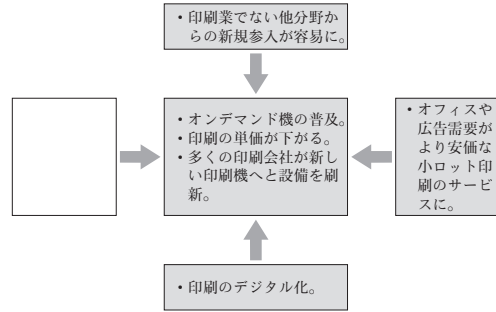 ・印刷業でない他分野か
らの新規参入が容易に。
・オンデマンド機の普及。
・印刷の単価が下がる。
・多くの印刷会社が新し
い印刷機へと設備を刷
新。
・オフィスや
広告需要が
より安価な
小ロット印
刷のサービ
スに。
・印刷のデジタル化。